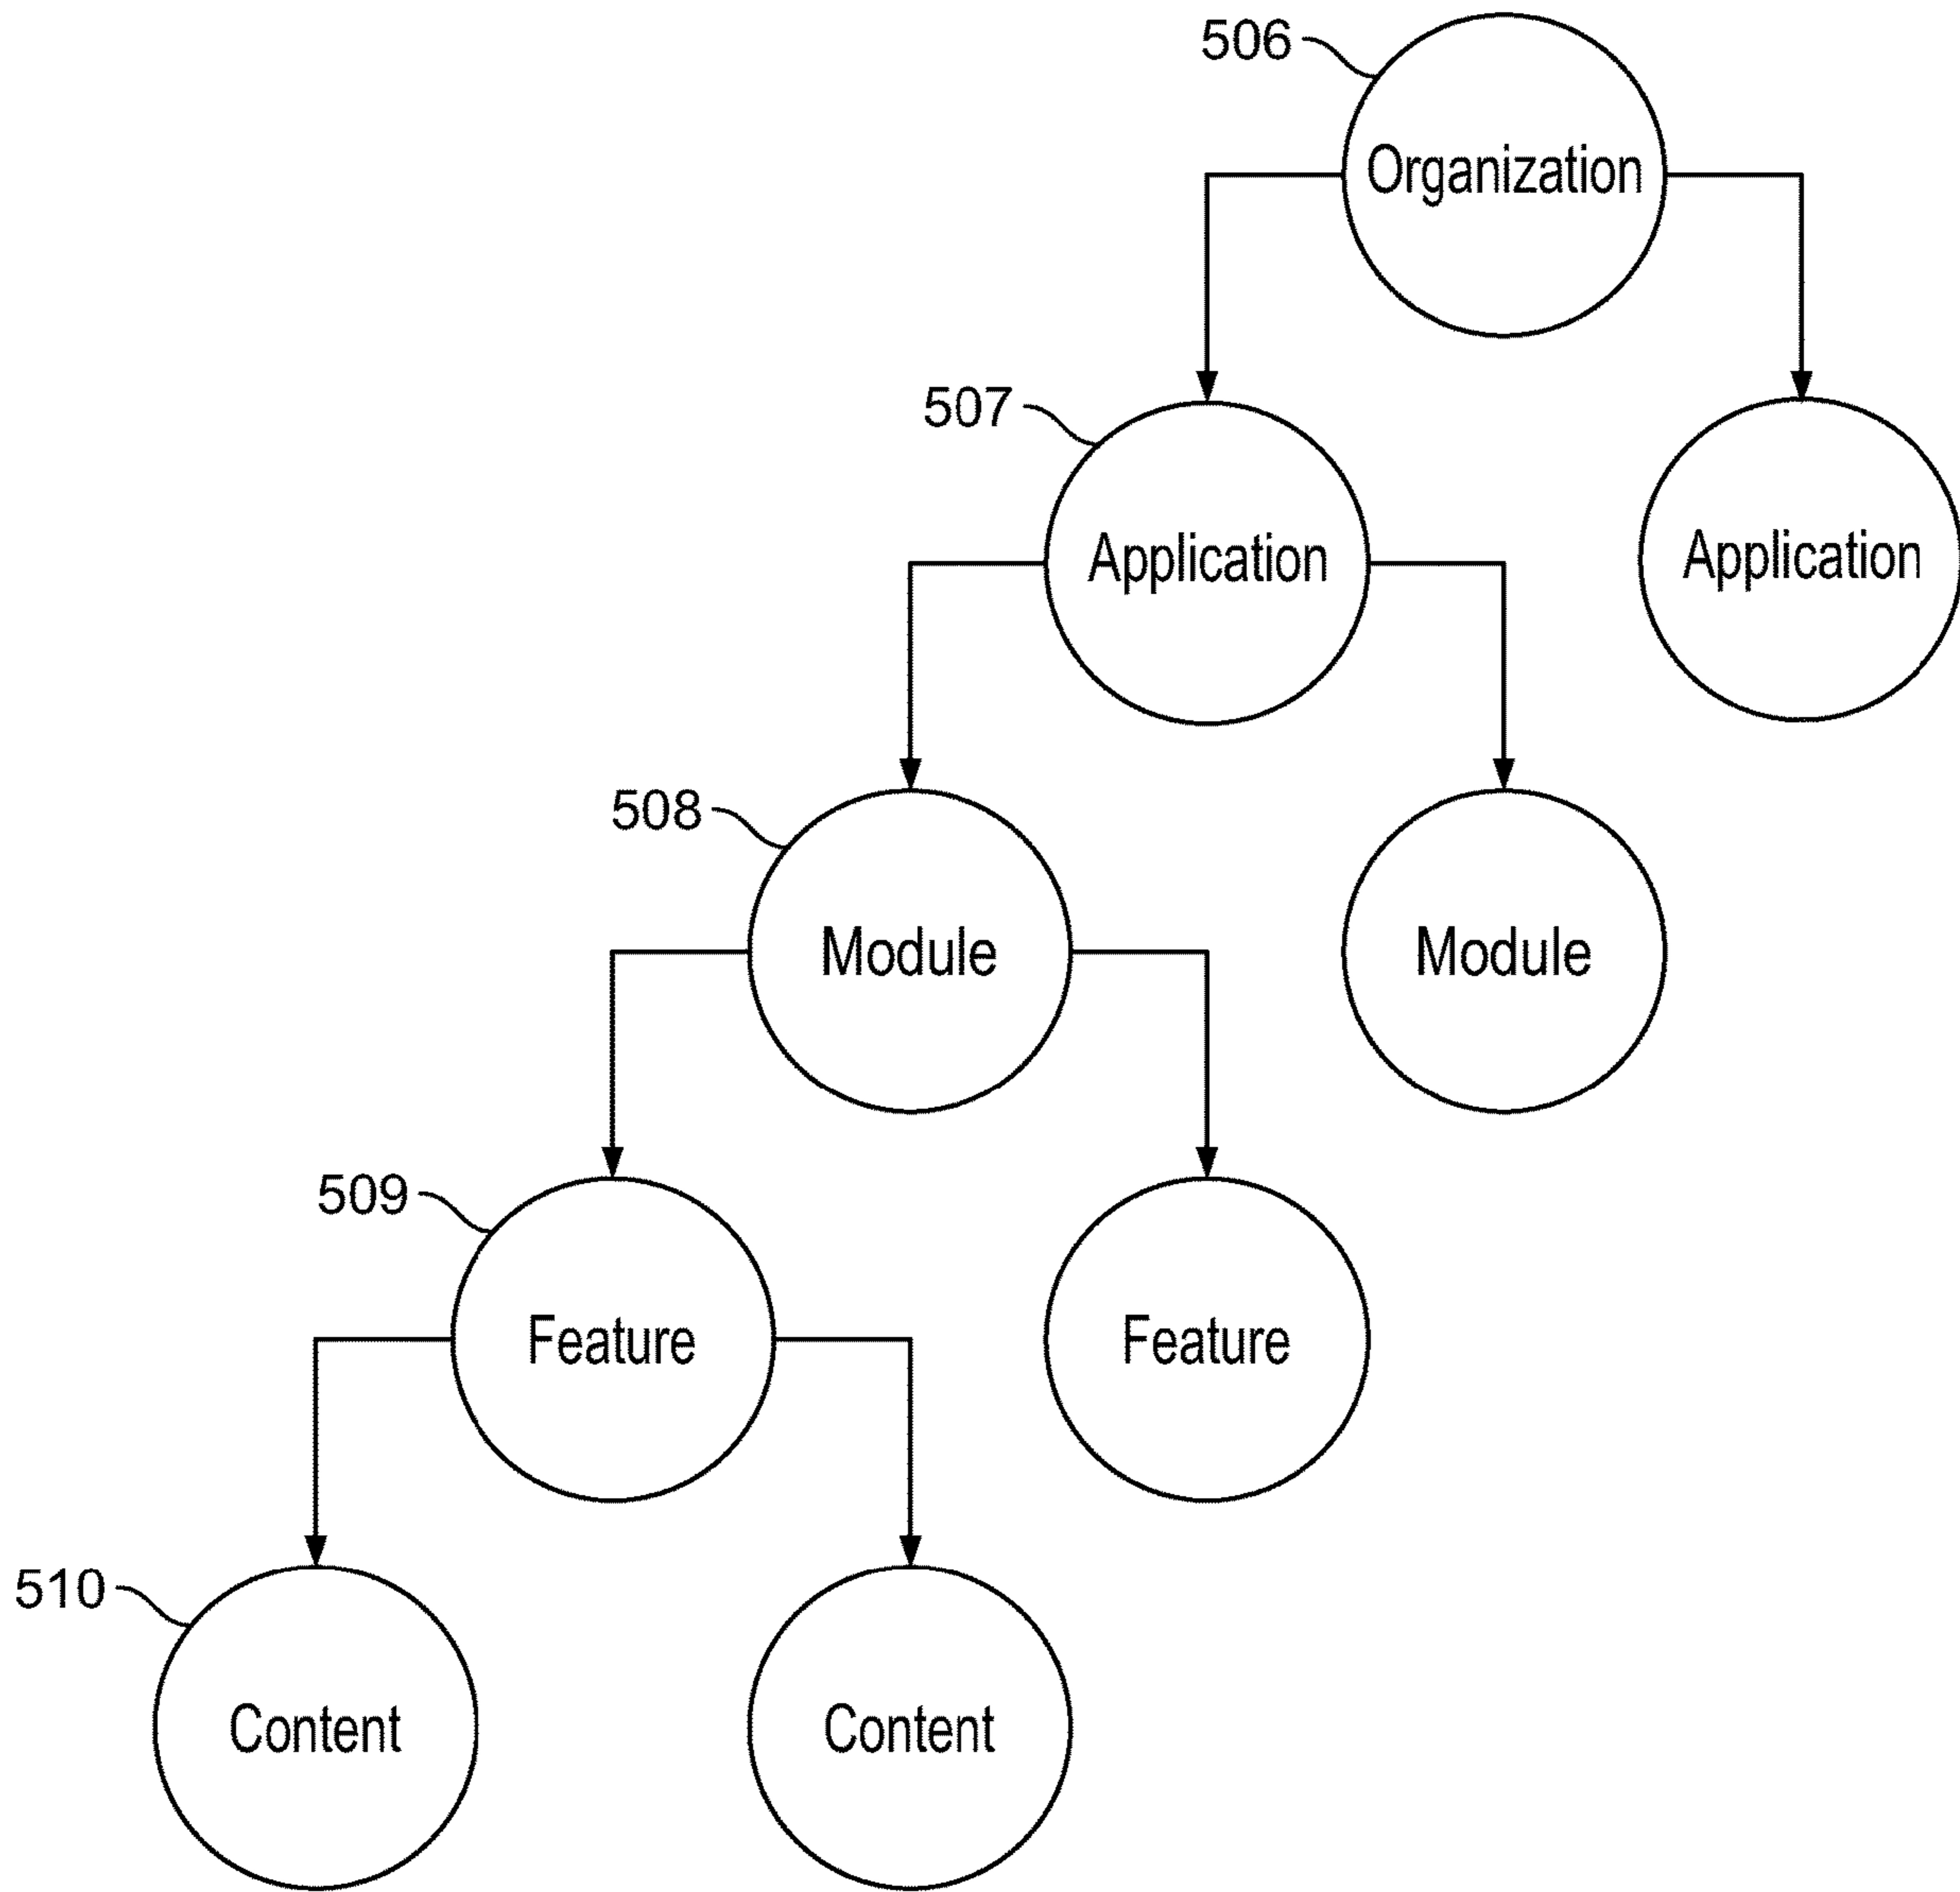 506
Organization
507
Application
Application
508
Module
Module
509
Feature
Feature
510
Content
Content